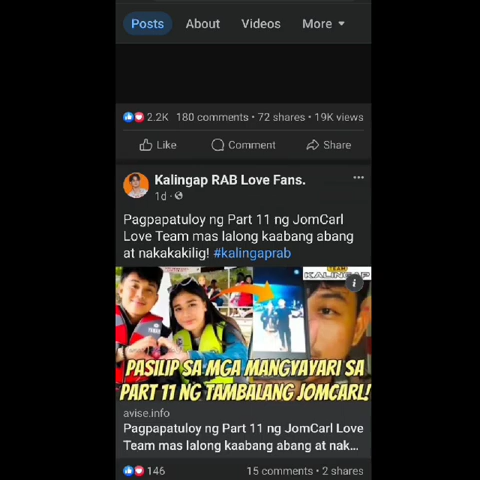 Posts About Videos More
2.2K 180 comments • 72 shares • 19K views
Like Comment Share
Kalingap RAB Love Fans.
1d
Pagpapatuloy ng Part 11 ng JomCarl
Love Team mas lalong kaabang abang
at nakakakilig! #kalingaprab
TEAM
KALINGAP
PASILIP SA MGA MANGYAYARI SA
PART 11 NG TAMBALANG JOMCARL!
avise.info
Pagpapatuloy ng Part 11 ng JomCarl Love
Team mas lalong kaabang abang at nak...
146 15 comments • 2 shares